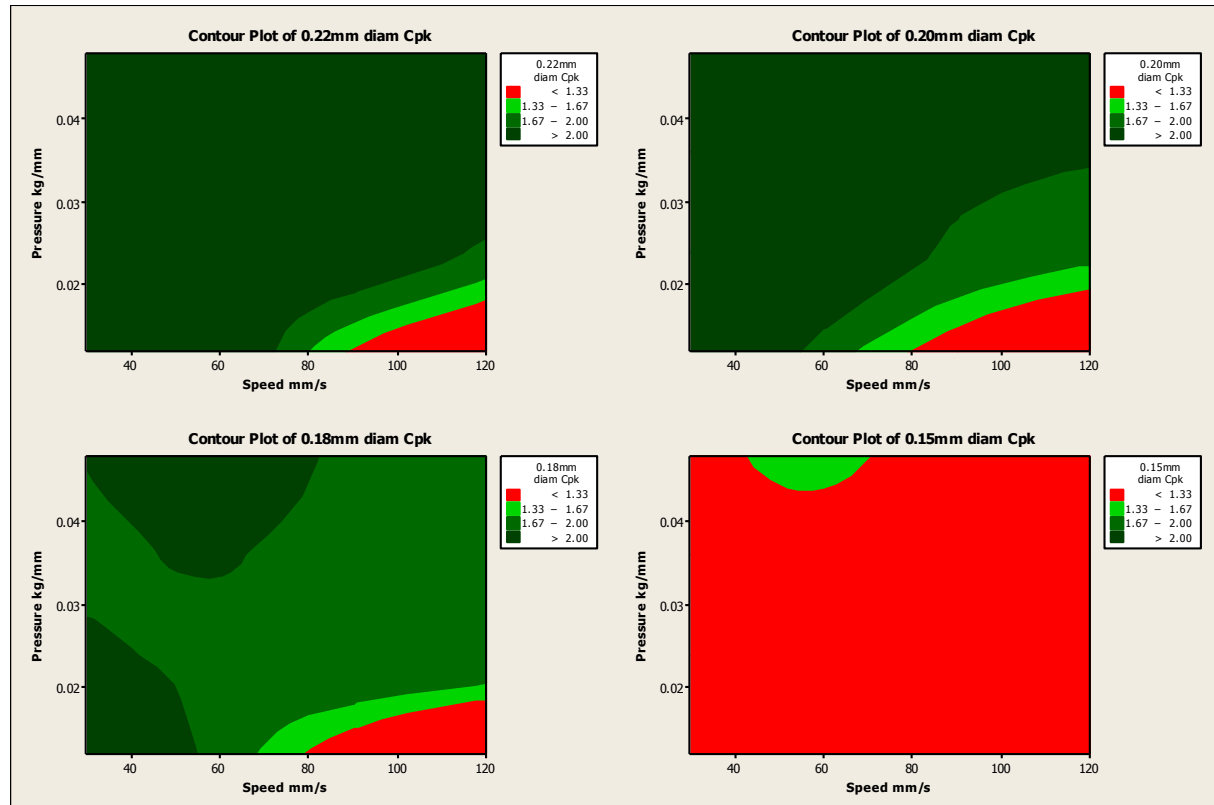 Contour Plot of 0.22mm diam Cpk
0.22mm
diam Cpk
< 1.33
1.33 – 1.67
1.67 – 2.00
> 2.00
Pressure kg/mm
0.04
0.03
0.02
40 60 80 100 120
Speed mm/s
Contour Plot of 0.20mm diam Cpk
0.20mm
diam Cpk
< 1.33
1.33 – 1.67
1.67 – 2.00
> 2.00
Pressure kg/mm
0.04
0.03
0.02
40 60 80 100 120
Speed mm/s
Contour Plot of 0.18mm diam Cpk
0.18mm
diam Cpk
< 1.33
1.33 – 1.67
1.67 – 2.00
> 2.00
Pressure kg/mm
0.04
0.03
0.02
40 60 80 100 120
Speed mm/s
Contour Plot of 0.15mm diam Cpk
0.15mm
diam Cpk
< 1.33
1.33 – 1.67
1.67 – 2.00
> 2.00
Pressure kg/mm
0.04
0.03
0.02
40 60 80 100 120
Speed mm/s